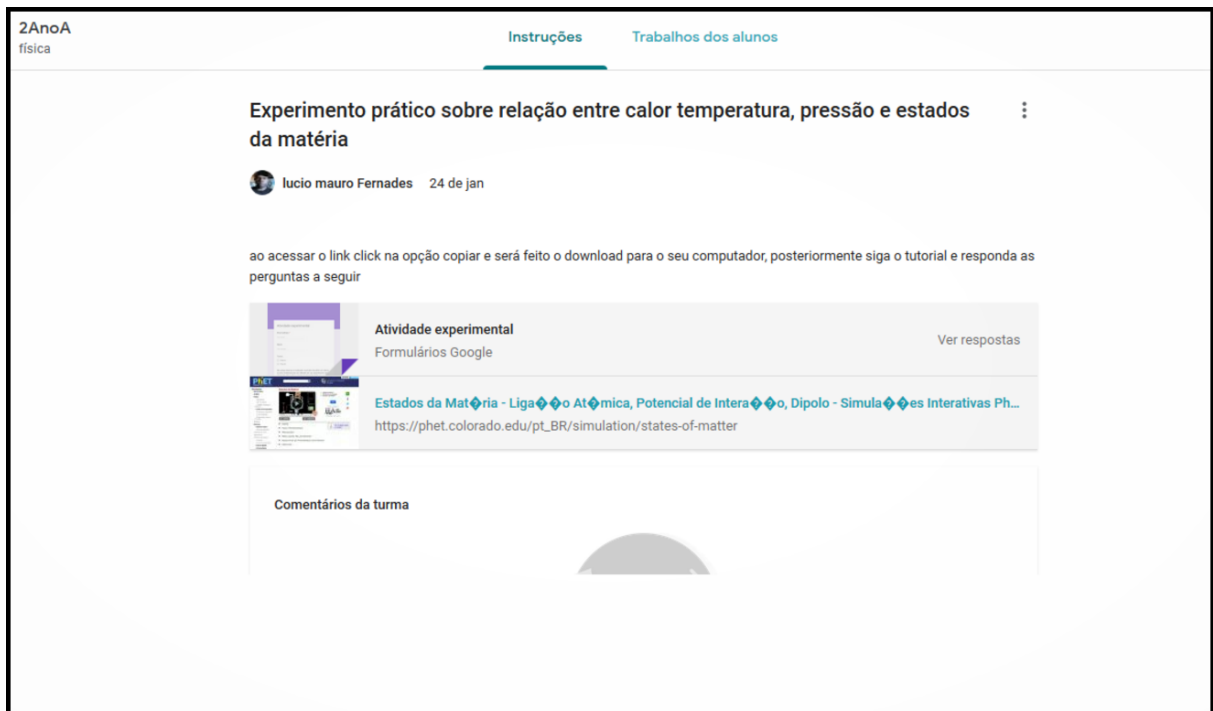 2AnoA
física
Instruções
Trabalhos dos alunos
Experimento prático sobre relação entre calor temperatura, pressão e estados
da matéria
lucio mauro Fernades 24 de jan
ao acessar o link click na opção copiar e será feito o download para o seu computador, posteriormente siga o tutorial e responda as
perguntas a seguir
Atividade experimental
Formulários Google
Ver respostas
PhET
Estados da Mat�ria - Liga��o At�mica, Potencial de Intera��o, Dipolo - Simula��es Interativas Ph...
https://phet.colorado.edu/pt_BR/simulation/states-of-matter
Comentários da turma